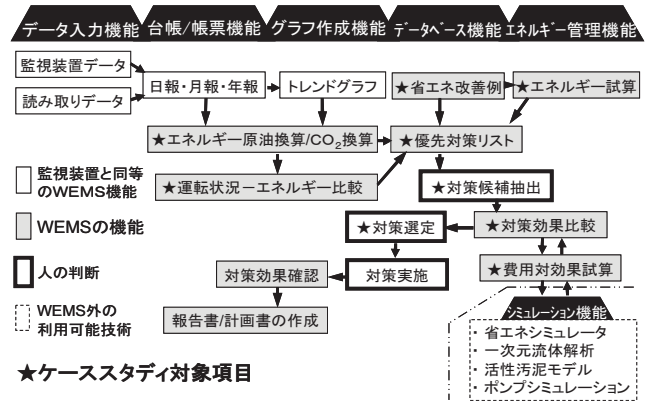 データ入力機能
台帳/帳票機能
グラフ作成機能
データベース機能
エネルギー管理機能
監視装置データ
読み取りデータ
日報・月報・年報
トレンドグラフ
★省エネ改善例
★エネルギー試算
★エネルギー原油換算/CO₂換算
★優先対策リスト
★運転状況－エネルギー比較
★対策候補抽出
★対策選定
★対策効果比較
対策効果確認
対策実施
★費用対効果試算
報告書/計画書の作成
シミュレーション機能
・ 省エネシミュレータ
・ 一次元流体解析
・ 活性汚泥モデル
・ ポンプシミュレーション
監視装置と同等
のWEMS機能
WEMSの機能
人の判断
WEMS外の
利用可能技術
★ケーススタディ対象項目